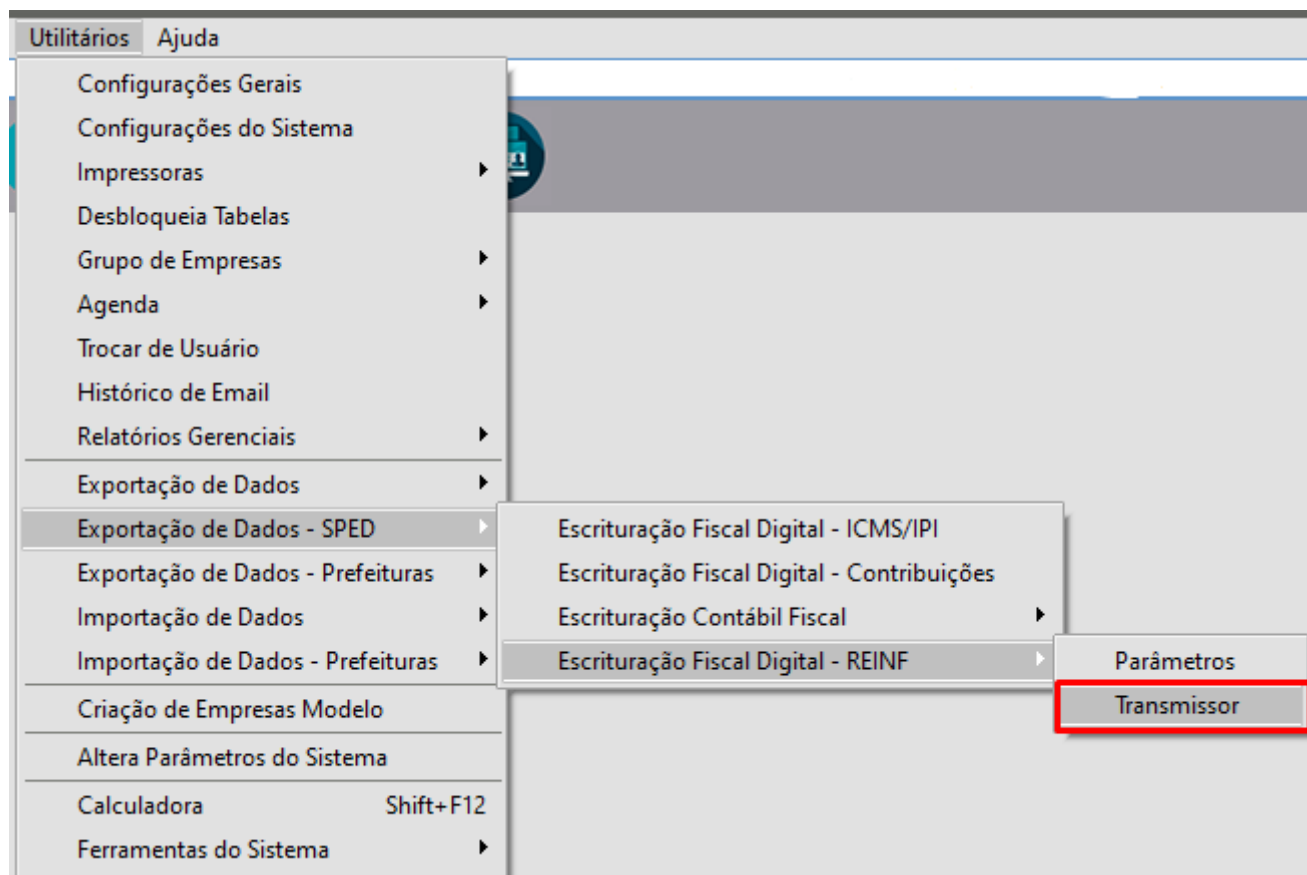 Utilitários Ajuda
Configurações Gerais
Configurações do Sistema
Impressoras
Desbloqueia Tabelas
Grupo de Empresas
Agenda
Trocar de Usuário
Histórico de Email
Relatórios Gerenciais
Exportação de Dados
Exportação de Dados - SPED
Exportação de Dados - Prefeituras
Importação de Dados
Importação de Dados - Prefeituras
Criação de Empresas Modelo
Altera Parâmetros do Sistema
Calculadora Shift+F12
Ferramentas do Sistema
Escrituração Fiscal Digital - ICMS/IPI
Escrituração Fiscal Digital - Contribuições
Escrituração Contábil Fiscal
Escrituração Fiscal Digital - REINF
Parâmetros
Transmissor